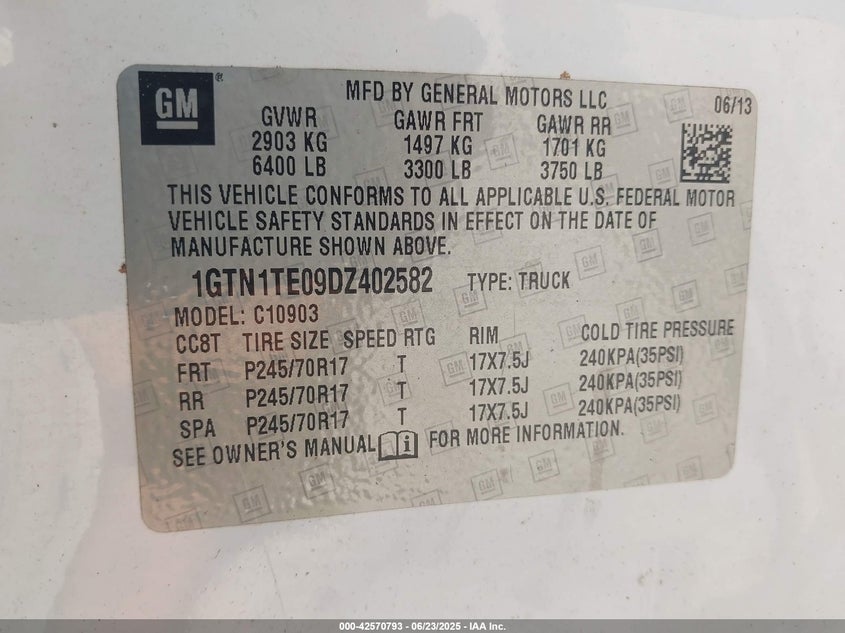 GM
MFD BY GENERAL MOTORS LLC
06/13
GVWR GAWR FRT GAWR RR
2903 KG 1497 KG 1701 KG
6400 LB 3300 LB 3750 LB
THIS VEHICLE CONFORMS TO ALL APPLICABLE U.S. FEDERAL MOTOR
VEHICLE SAFETY STANDARDS IN EFFECT ON THE DATE OF
MANUFACTURE SHOWN ABOVE.
1GTN1TE09DZ402582 TYPE: TRUCK
MODEL: C10903
CC8T TIRE SIZE SPEED RTG RIM COLD TIRE PRESSURE
FRT P245/70R17 T 17X7.5J 240KPA(35PSI)
RR P245/70R17 T 17X7.5J 240KPA(35PSI)
SPA P245/70R17 T 17X7.5J 240KPA(35PSI)
SEE OWNER'S MANUAL FOR MORE INFORMATION.
000-42570793 - 06/23/2025 - IAA Inc.